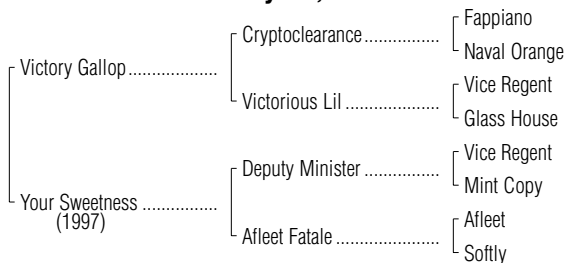 Fappiano
Cryptoclearance.................
Naval Orange
Victory Gallop...................
Vice Regent
Victorious Lil ....................
Glass House
Vice Regent
Deputy Minister ................
Mint Copy
Your Sweetness ................
(1997)
Afleet
Afleet Fatale ......................
Softly